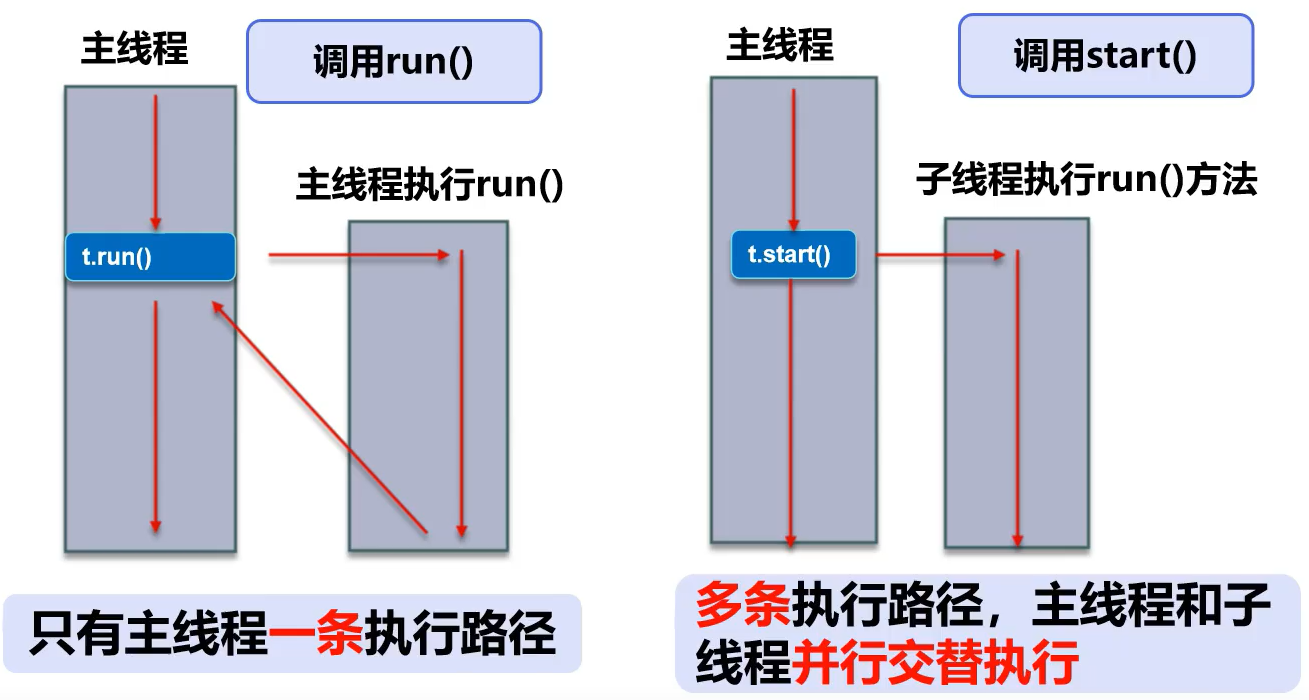 主线程
调用run()
主线程执行run()
t.run()
只有主线程一条执行路径
主线程
调用start()
子线程执行run()方法
t.start()
多条执行路径，主线程和子
线程并行交替执行